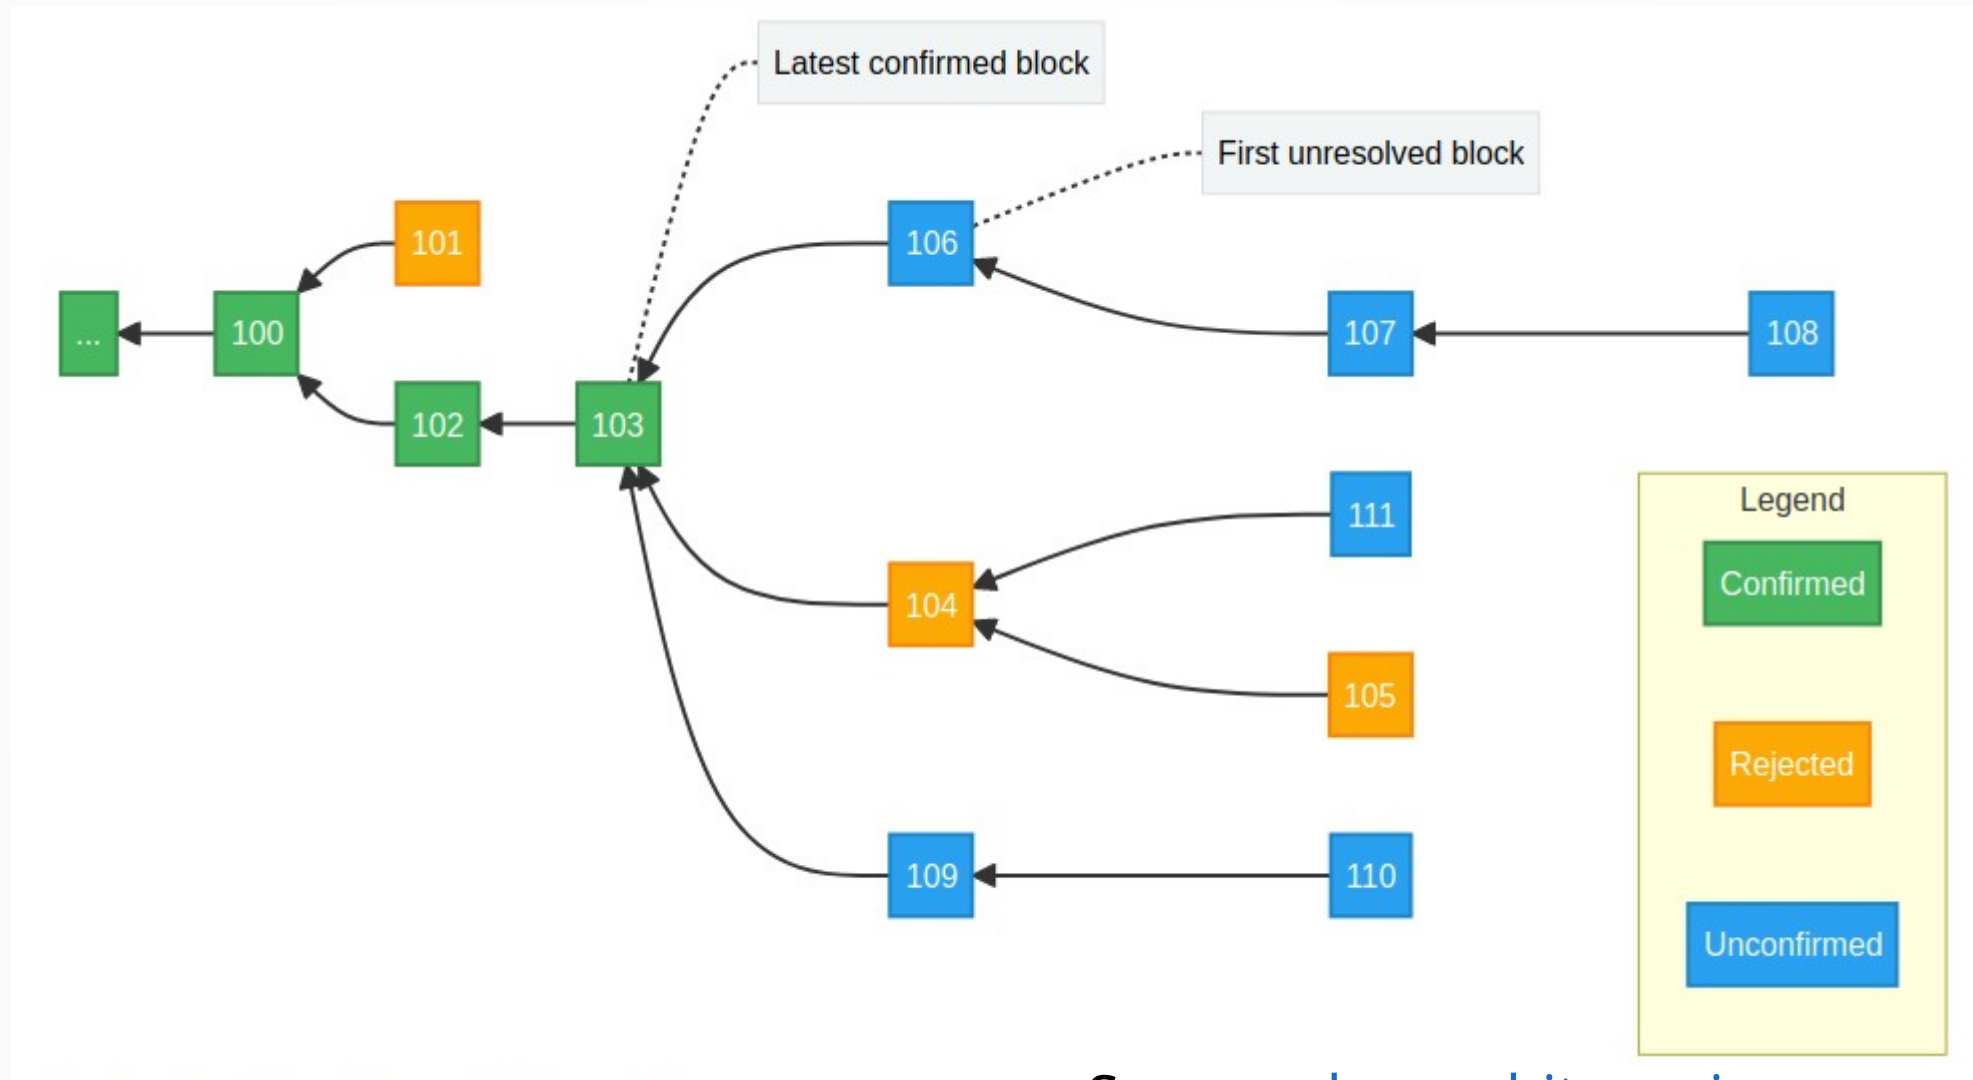 Latest confirmed block
First unresolved block
101
106
... 100
107
108
102
103
111
104
105
109
110
Legend
Confirmed
Rejected
Unconfirmed